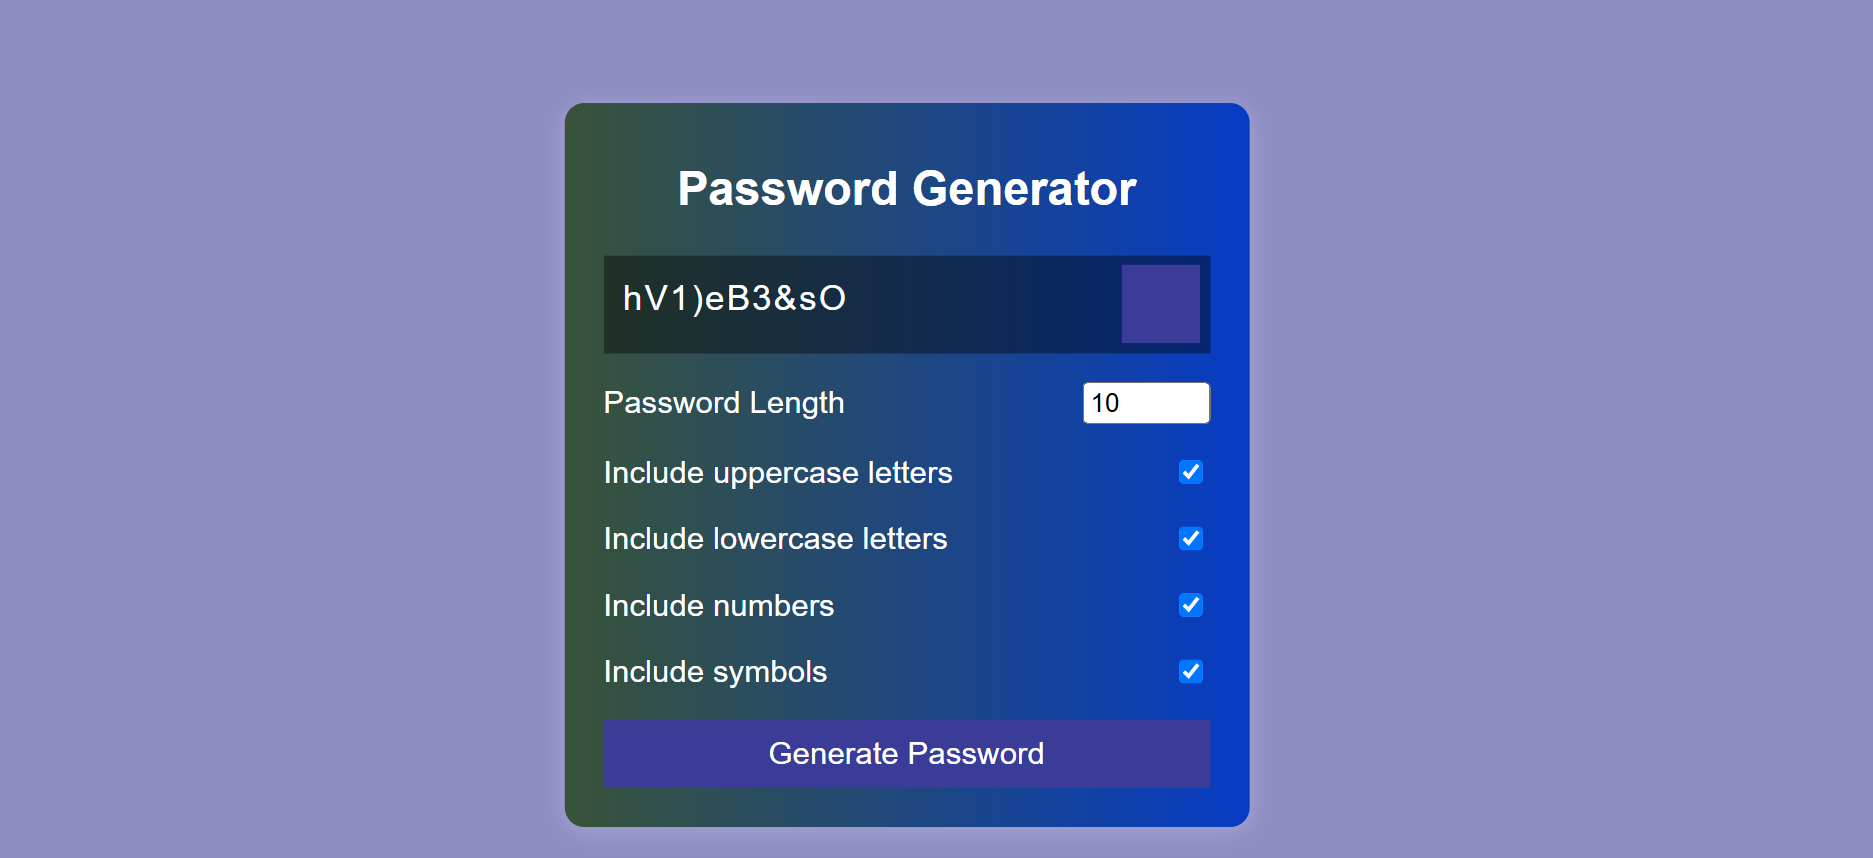 Password Generator
hV1)eB3&sO
Password Length
10
Include uppercase letters
Include lowercase letters
Include numbers
Include symbols
Generate Password